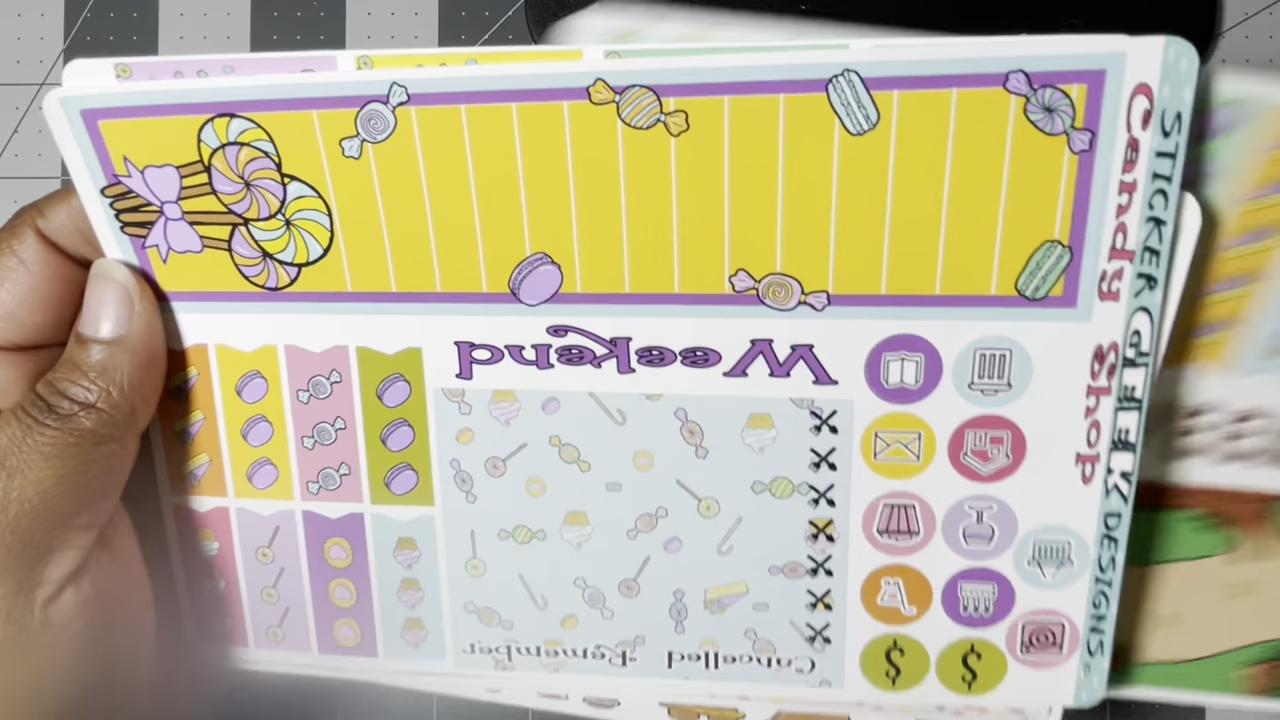 STICKER GEEK DESIGNS
Candy Shop
Weekend
Remember
Cancelled
$ $